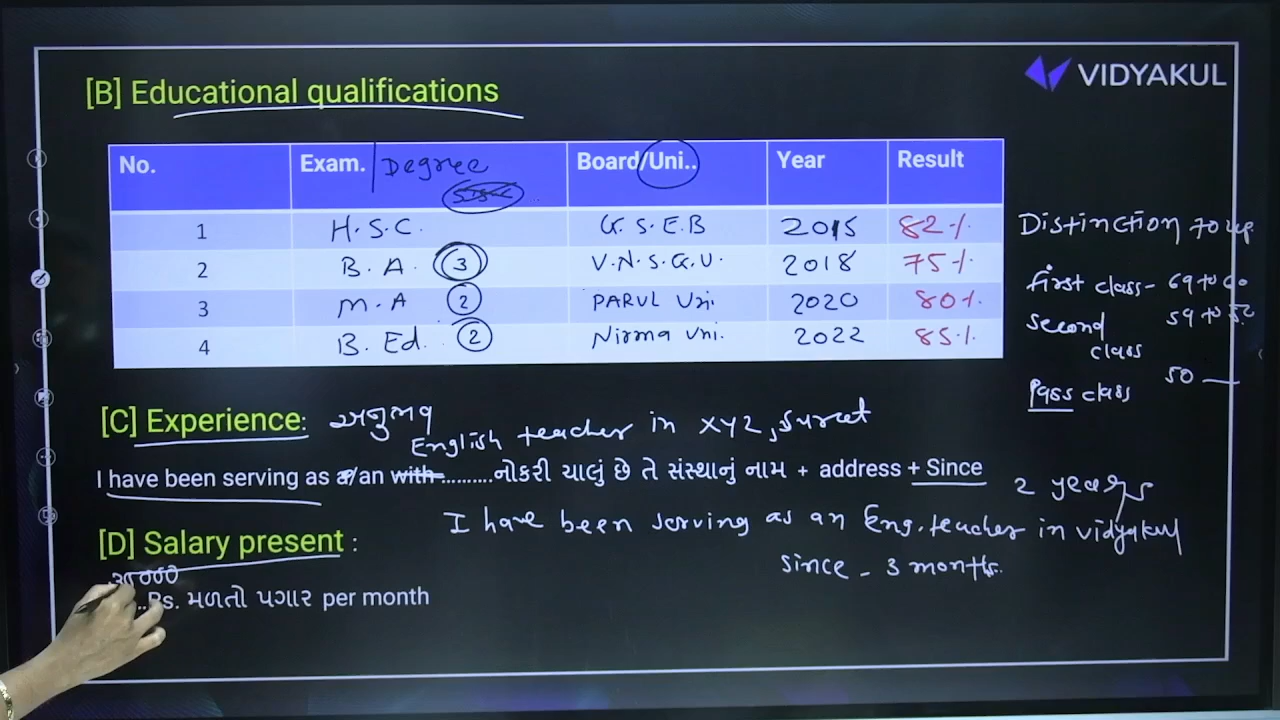 VIDYAKUL
[B] Educational qualifications
No. Exam. | Degree Board/Uni.. Year Result
1 H.S.C. G.S.E.B 2015 82%
2 B.A. 3 V.N.S.G.U. 2018 75%
3 M.A 2 PARUL Uni. 2020 80%
4 B. Ed. 2 Nirma Uni. 2022 85%
Distinction 70 up
First class - 69 to 60
Second class 59 to
Pass class 50
[C] Experience: અનુભવ
English teacher in XYZ, Surat
I have been serving as a/an with..........નોકરી ચાલું છે તે સંસ્થાનું નામ + address + Since
2 years
I have been serving as an Eng. teacher in vidyakul
since - 3 months.
[D] Salary present :
Rs. મળતો પગાર per month